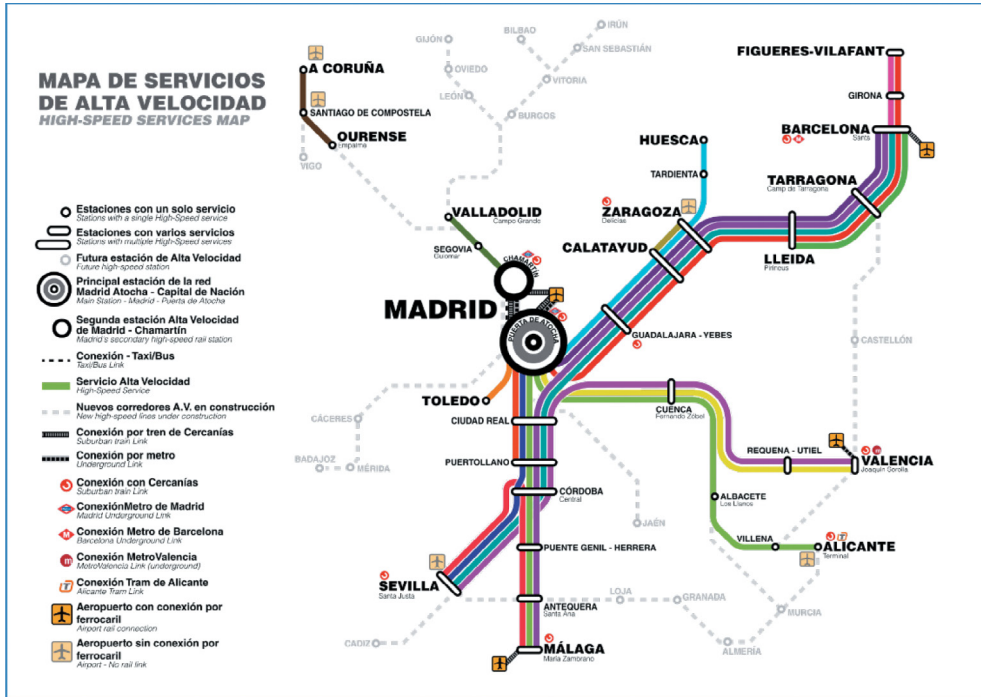 MAPA DE SERVICIOS
DE ALTA VELOCIDAD
HIGH-SPEED SERVICES MAP
Estaciones con un solo servicio
Stations with a single High-Speed service
Estaciones con varios servicios
Stations with multiple High-Speed services
Futura estación de Alta Velocidad
Future high-speed station
Principal estación de la red
Madrid Atocha - Capital de Nación
Main Station - Madrid - Puerta de Atocha
Segunda estación Alta Velocidad
de Madrid - Chamartín
Madrid's secondary high-speed rail station
Conexión - Taxi/Bus
Taxi/Bus Link
Servicio Alta Velocidad
High-Speed Service
Nuevos corredores A.V. en construcción
New high-speed lines under construction
Conexión por tren de Cercanías
Suburban train Link
Conexión por metro
Underground Link
Conexión con Cercanías
Suburban train Link
ConexiónMetro de Madrid
Madrid Underground Link
M
Conexión Metro de Barcelona
Barcelona Underground Link
m
Conexión MetroValencia
MetroValencia Link (underground)
T
Conexión Tram de Alicante
Alicante Tram Link
Aeropuerto con conexión por
ferrocaril
Airport rail connection
Aeropuerto sin conexión por
ferrocaril
Airport - No rail link
A CORUÑA
SANTIAGO DE COMPOSTELA
OURENSE
Empalme
VIGO
GIJÓN
OVIEDO
LEÓN
BILBAO
IRÚN
SAN SEBASTIÁN
VITORIA
BURGOS
VALLADOLID
Campo Grande
SEGOVIA
Guiomar
CHAMARTÍN
MADRID
PUERTA DE ATOCHA
HUESCA
TARDIENTA
ZARAGOZA
Delicias
CALATAYUD
GUADALAJARA - YEBES
FIGUERES-VILAFANT
GIRONA
BARCELONA
Sants
M
TARRAGONA
Camp de Tarragona
LLEIDA
Pirineus
CASTELLÓN
TOLEDO
CÁCERES
BADAJOZ
MÉRIDA
CIUDAD REAL
PUERTOLLANO
CÓRDOBA
Central
CUENCA
Fernando Zóbel
REQUENA - UTIEL
VALENCIA
Joaquín Sorolla
m
ALBACETE
Los Llanos
VILLENA
ALICANTE
Terminal
T
JAÉN
PUENTE GENIL - HERRERA
SEVILLA
Santa Justa
ANTEQUERA
Santa Ana
LOJA
GRANADA
MURCIA
CADIZ
ALMERÍA
MÁLAGA
María Zambrano